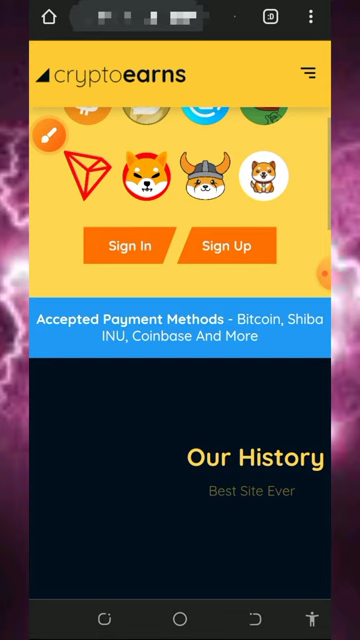 :D
cryptoearns
Sign In
Sign Up
Accepted Payment Methods - Bitcoin, Shiba
INU, Coinbase And More
Our History
Best Site Ever